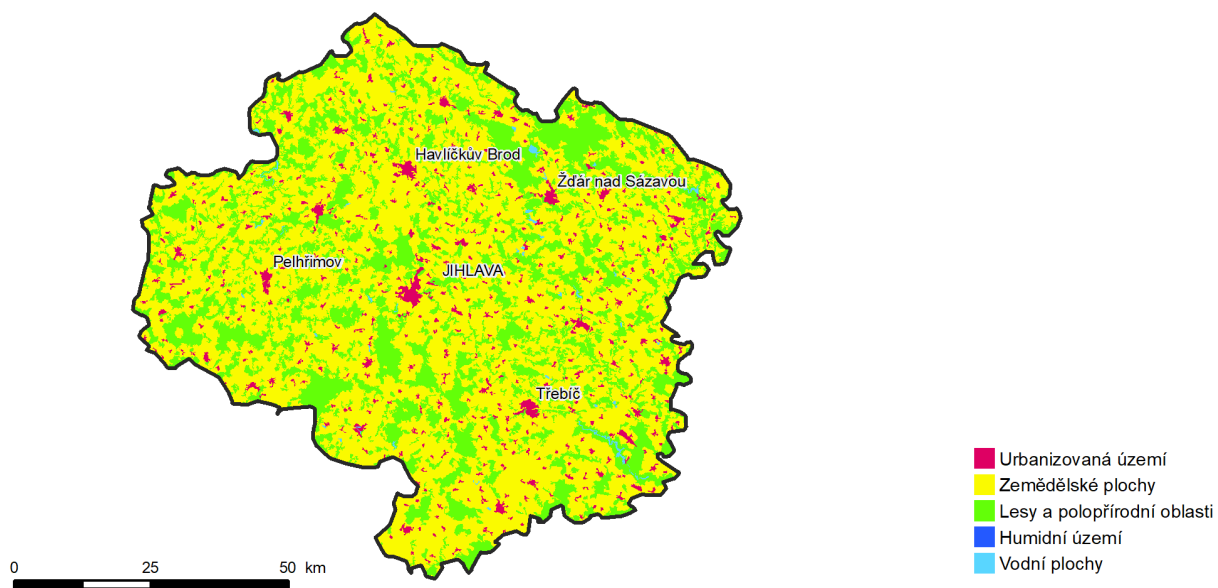 Havlíčkův Brod
Žďár nad Sázavou
Pelhřimov
JIHLAVA
Třebíč
Urbanizovaná území
Zemědělské plochy
Lesy a polopřírodní oblasti
Humidní území
Vodní plochy
0 25 50 km